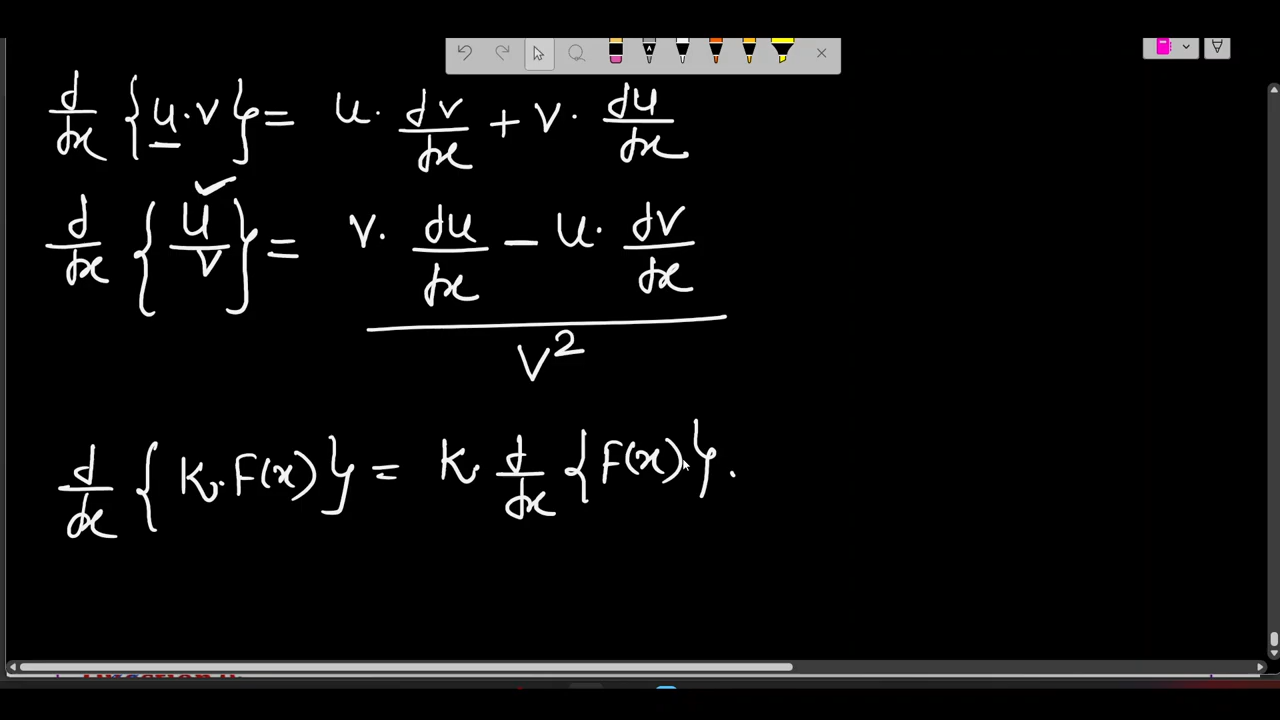 d/dx {u·v} = u· dv/dx + v· du/dx
d/dx {u/v} = v· du/dx − u· dv/dx
v²
d/dx {K·F(x)} = K· d/dx {F(x)}.